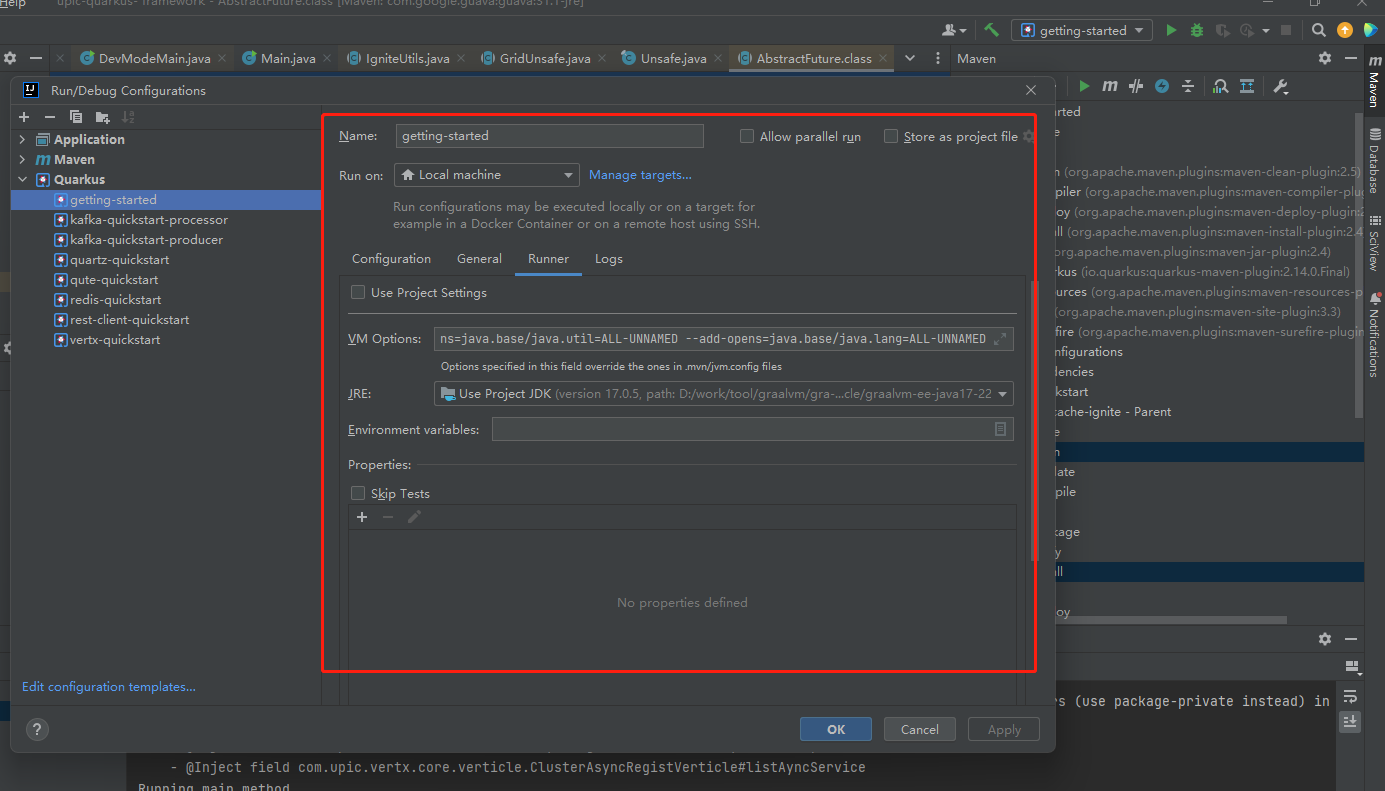 Help
upic-quarkus- framework - AbstractFuture.class [Maven: com.google.guava:guava:31.1-jre]
getting-started
DevModeMain.java
Main.java
IgniteUtils.java
GridUnsafe.java
Unsafe.java
AbstractFuture.class
Maven
Run/Debug Configurations
Application
Maven
Quarkus
getting-started
kafka-quickstart-processor
kafka-quickstart-producer
quartz-quickstart
qute-quickstart
redis-quickstart
rest-client-quickstart
vertx-quickstart
Edit configuration templates...
Name: getting-started
Allow parallel run
Store as project file
Run on: Local machine
Manage targets...
Run configurations may be executed locally or on a target: for
example in a Docker Container or on a remote host using SSH.
Configuration General Runner Logs
Use Project Settings
VM Options: ns=java.base/java.util=ALL-UNNAMED --add-opens=java.base/java.lang=ALL-UNNAMED
Options specified in this field override the ones in .mvn/jvm.config files
JRE: Use Project JDK (version 17.0.5, path: D:/work/tool/graalvm/gra-...cle/graalvm-ee-java17-22
Environment variables:
Properties:
Skip Tests
No properties defined
OK Cancel Apply
?
m
arted
e
n (org.apache.maven.plugins:maven-clean-plugin:2.5)
piler (org.apache.maven.plugins:maven-compiler-plu
oy (org.apache.maven.plugins:maven-deploy-plugin:2
all (org.apache.maven.plugins:maven-install-plugin:2.4
(org.apache.maven.plugins:maven-jar-plugin:2.4)
rkus (io.quarkus:quarkus-maven-plugin:2.14.0.Final)
ources (org.apache.maven.plugins:maven-resources-p
(org.apache.maven.plugins:maven-site-plugin:3.3)
fire (org.apache.maven.plugins:maven-surefire-plugin
nfigurations
dencies
kstart
cache-ignite - Parent
e
n
date
pile
kage
y
all
oy
m
Maven
Database
SciView
Notifications
s (use package-private instead) in
- @Inject field com.upic.vertx.core.verticle.ClusterAsyncRegistVerticle#listAyncService
Running main method